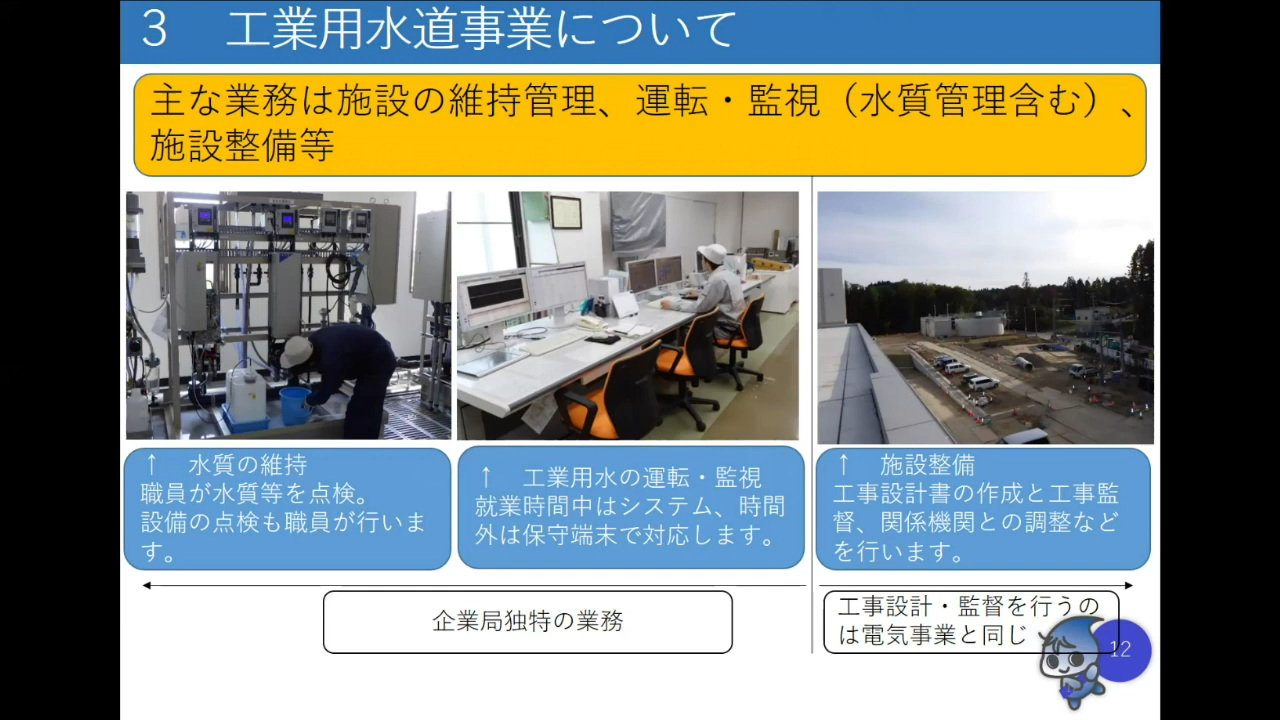 3　工業用水道事業について
主な業務は施設の維持管理、運転・監視（水質管理含む）、
施設整備等
↑　水質の維持
職員が水質等を点検。
設備の点検も職員が行いま
す。
↑　工業用水の運転・監視
就業時間中はシステム、時間
外は保守端末で対応します。
↑　施設整備
工事設計書の作成と工事監
督、関係機関との調整など
を行います。
企業局独特の業務
工事設計・監督を行うの
は電気事業と同じ
12